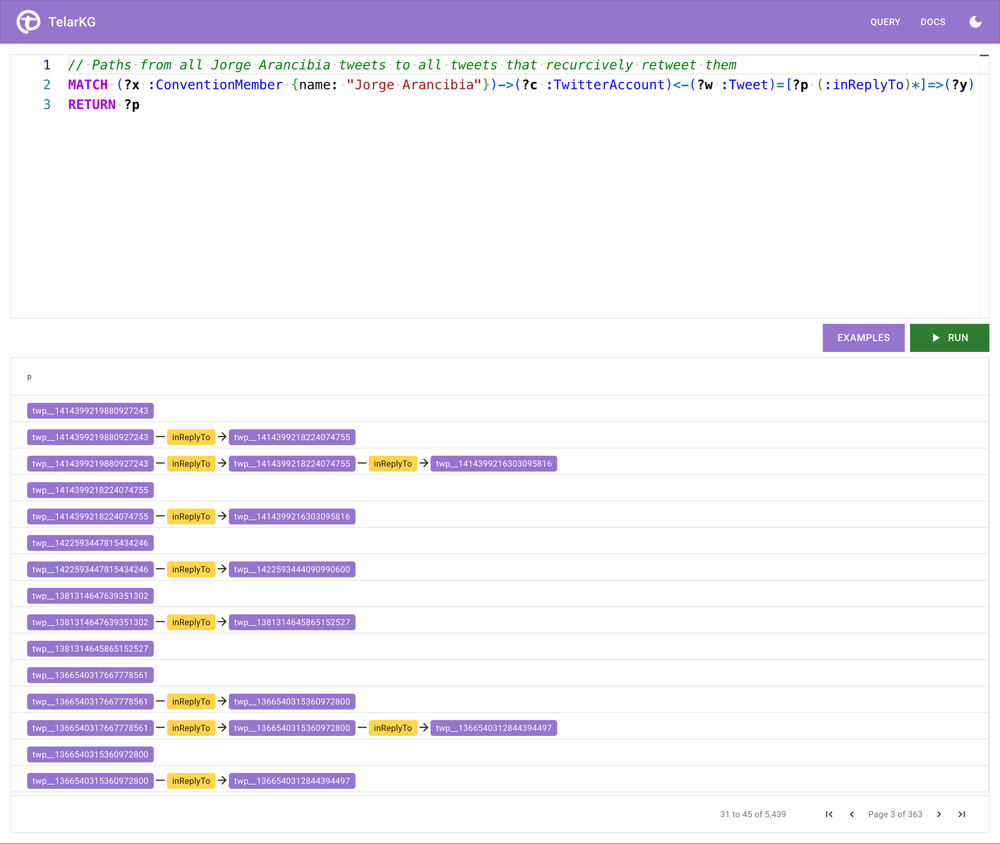 TelarKG QUERY DOCS
1 // Paths from all Jorge Arancibia tweets to all tweets that recurcively retweet them
2 MATCH (?x :ConventionMember {name: "Jorge Arancibia"})->(?c :TwitterAccount)<-(?w :Tweet)=[?p (:inReplyTo)*]=>(?y)
3 RETURN ?p
EXAMPLES RUN
p
twp__1414399219880927243
twp__1414399219880927243 — inReplyTo → twp__1414399218224074755
twp__1414399219880927243 — inReplyTo → twp__1414399218224074755 — inReplyTo → twp__1414399216303095816
twp__1414399218224074755
twp__1414399218224074755 — inReplyTo → twp__1414399216303095816
twp__1422593447815434246
twp__1422593447815434246 — inReplyTo → twp__1422593444090990600
twp__1381314647639351302
twp__1381314647639351302 — inReplyTo → twp__1381314645865152527
twp__1381314645865152527
twp__1366540317667778561
twp__1366540317667778561 — inReplyTo → twp__1366540315360972800
twp__1366540317667778561 — inReplyTo → twp__1366540315360972800 — inReplyTo → twp__1366540312844394497
twp__1366540315360972800
twp__1366540315360972800 — inReplyTo → twp__1366540312844394497
31 to 45 of 5,439 Page 3 of 363